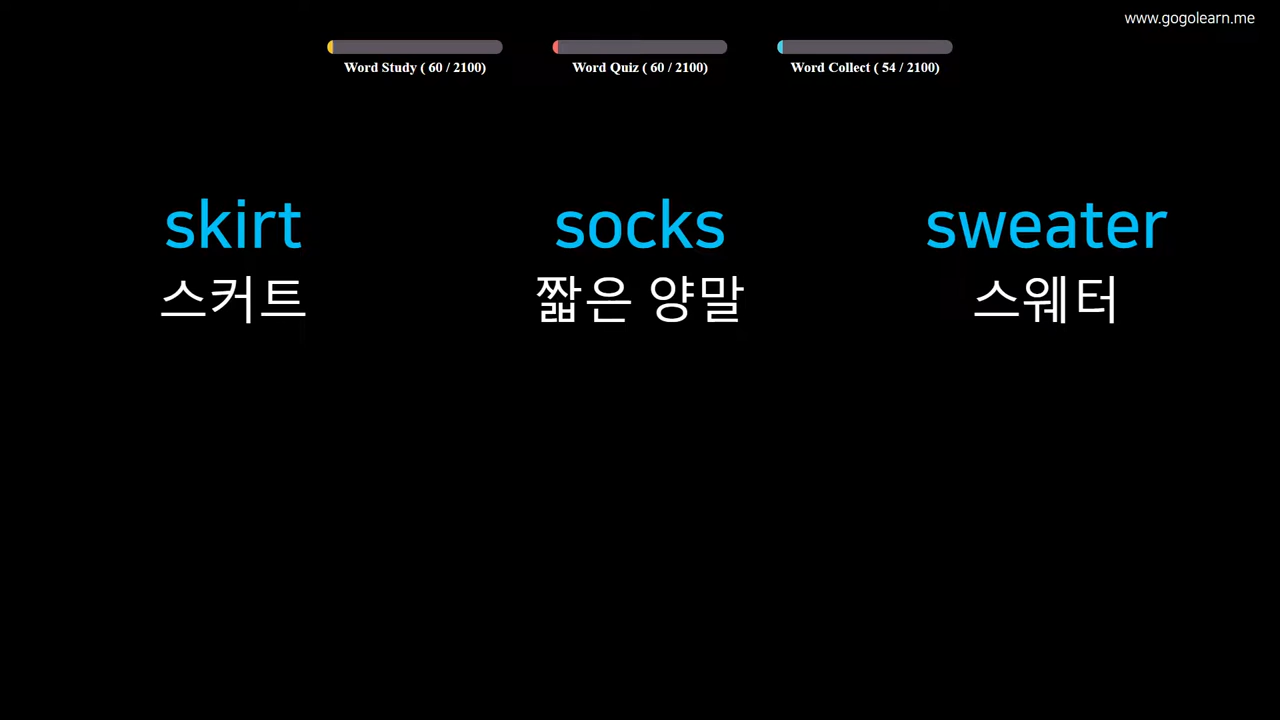 www.gogolearn.me
Word Study ( 60 / 2100)
Word Quiz ( 60 / 2100)
Word Collect ( 54 / 2100)
skirt
스커트
socks
짧은 양말
sweater
스웨터